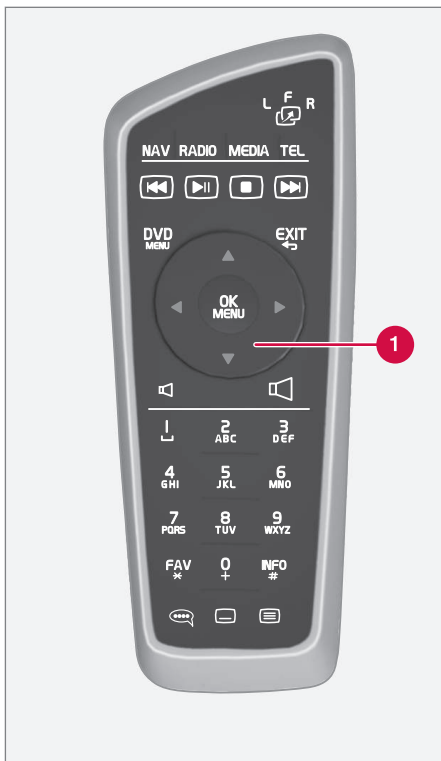 L F R
NAV RADIO MEDIA TEL
DVD EXIT
MENU
OK
MENU
1
1 2 3
ABC DEF
4 5 6
GHI JKL MNO
7 8 9
PQRS TUV WXYZ
FAV 0 INFO
* + #